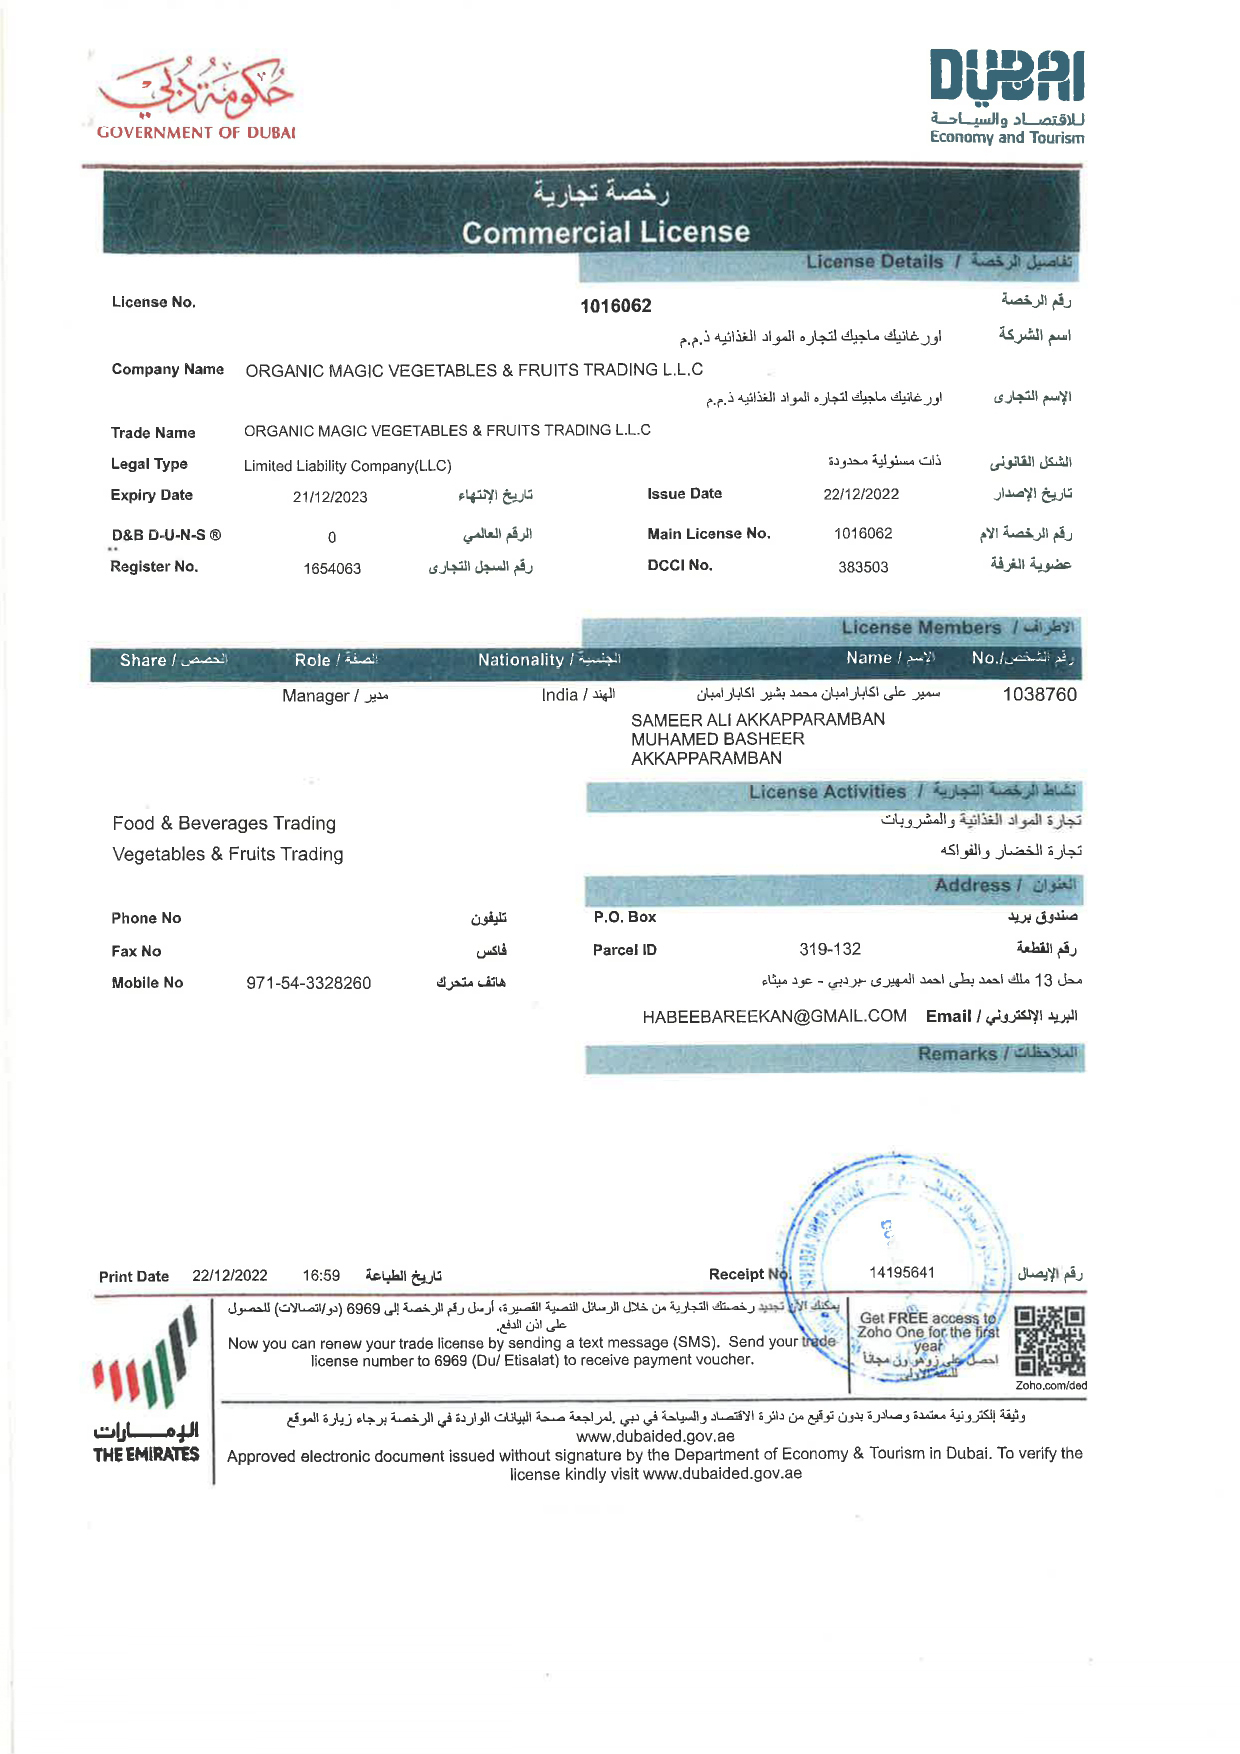 حكومة دبي
GOVERNMENT OF DUBAI
DUBAI
للاقتصاد والسياحة
Economy and Tourism
رخصة تجارية
Commercial License
License Details / تفاصيل الرخصة
License No. 1016062 رقم الرخصة
اورغانيك ماجيك لتجاره المواد الغذائيه ذ.م.م اسم الشركة
Company Name ORGANIC MAGIC VEGETABLES & FRUITS TRADING L.L.C
اورغانيك ماجيك لتجاره المواد الغذائيه ذ.م.م الإسم التجارى
Trade Name ORGANIC MAGIC VEGETABLES & FRUITS TRADING L.L.C
Legal Type Limited Liability Company(LLC) ذات مسئولية محدودة الشكل القانونى
Expiry Date 21/12/2023 تاريخ الإنتهاء Issue Date 22/12/2022 تاريخ الإصدار
D&B D-U-N-S ® 0 الرقم العالمي Main License No. 1016062 رقم الرخصة الام
Register No. 1654063 رقم السجل التجارى DCCI No. 383503 عضوية الغرفة
License Members / الاطراف
Share / الحصص Role / الصفة Nationality / الجنسية Name / الاسم No./رقم الشخص
Manager / مدير India / الهند سمير على اكابارامبان محمد بشير اكابارامبان 1038760
SAMEER ALI AKKAPPARAMBAN
MUHAMED BASHEER
AKKAPPARAMBAN
License Activities / نشاط الرخصة التجارية
Food & Beverages Trading تجارة المواد الغذائية والمشروبات
Vegetables & Fruits Trading تجارة الخضار والفواكه
Address / العنوان
Phone No تليفون P.O. Box صندوق بريد
Fax No فاكس Parcel ID 319-132 رقم القطعة
Mobile No 971-54-3328260 هاتف متحرك محل 13 ملك احمد بطى احمد المهيرى -بردبي - عود ميثاء
HABEEBAREEKAN@GMAIL.COM Email / البريد الإلكتروني
Remarks / الملاحظات
Print Date 22/12/2022 16:59 تاريخ الطباعة Receipt No. 14195641 رقم الإيصال
يمكنك الآن تجديد رخصتك التجارية من خلال الرسائل النصية القصيرة، أرسل رقم الرخصة إلى 6969 (دو/اتصالات) للحصول
على اذن الدفع.
Now you can renew your trade license by sending a text message (SMS). Send your trade
license number to 6969 (Du/ Etisalat) to receive payment voucher.
Get FREE access to
Zoho One for the first
year
احصل على زوهو ون مجانا
للسنة الأولى
Zoho.com/ded
الإمارات
THE EMIRATES
وثيقة إلكترونية معتمدة وصادرة بدون توقيع من دائرة الاقتصاد والسياحة في دبي .لمراجعة صحة البيانات الواردة في الرخصة برجاء زيارة الموقع
www.dubaided.gov.ae
Approved electronic document issued without signature by the Department of Economy & Tourism in Dubai. To verify the
license kindly visit www.dubaided.gov.ae